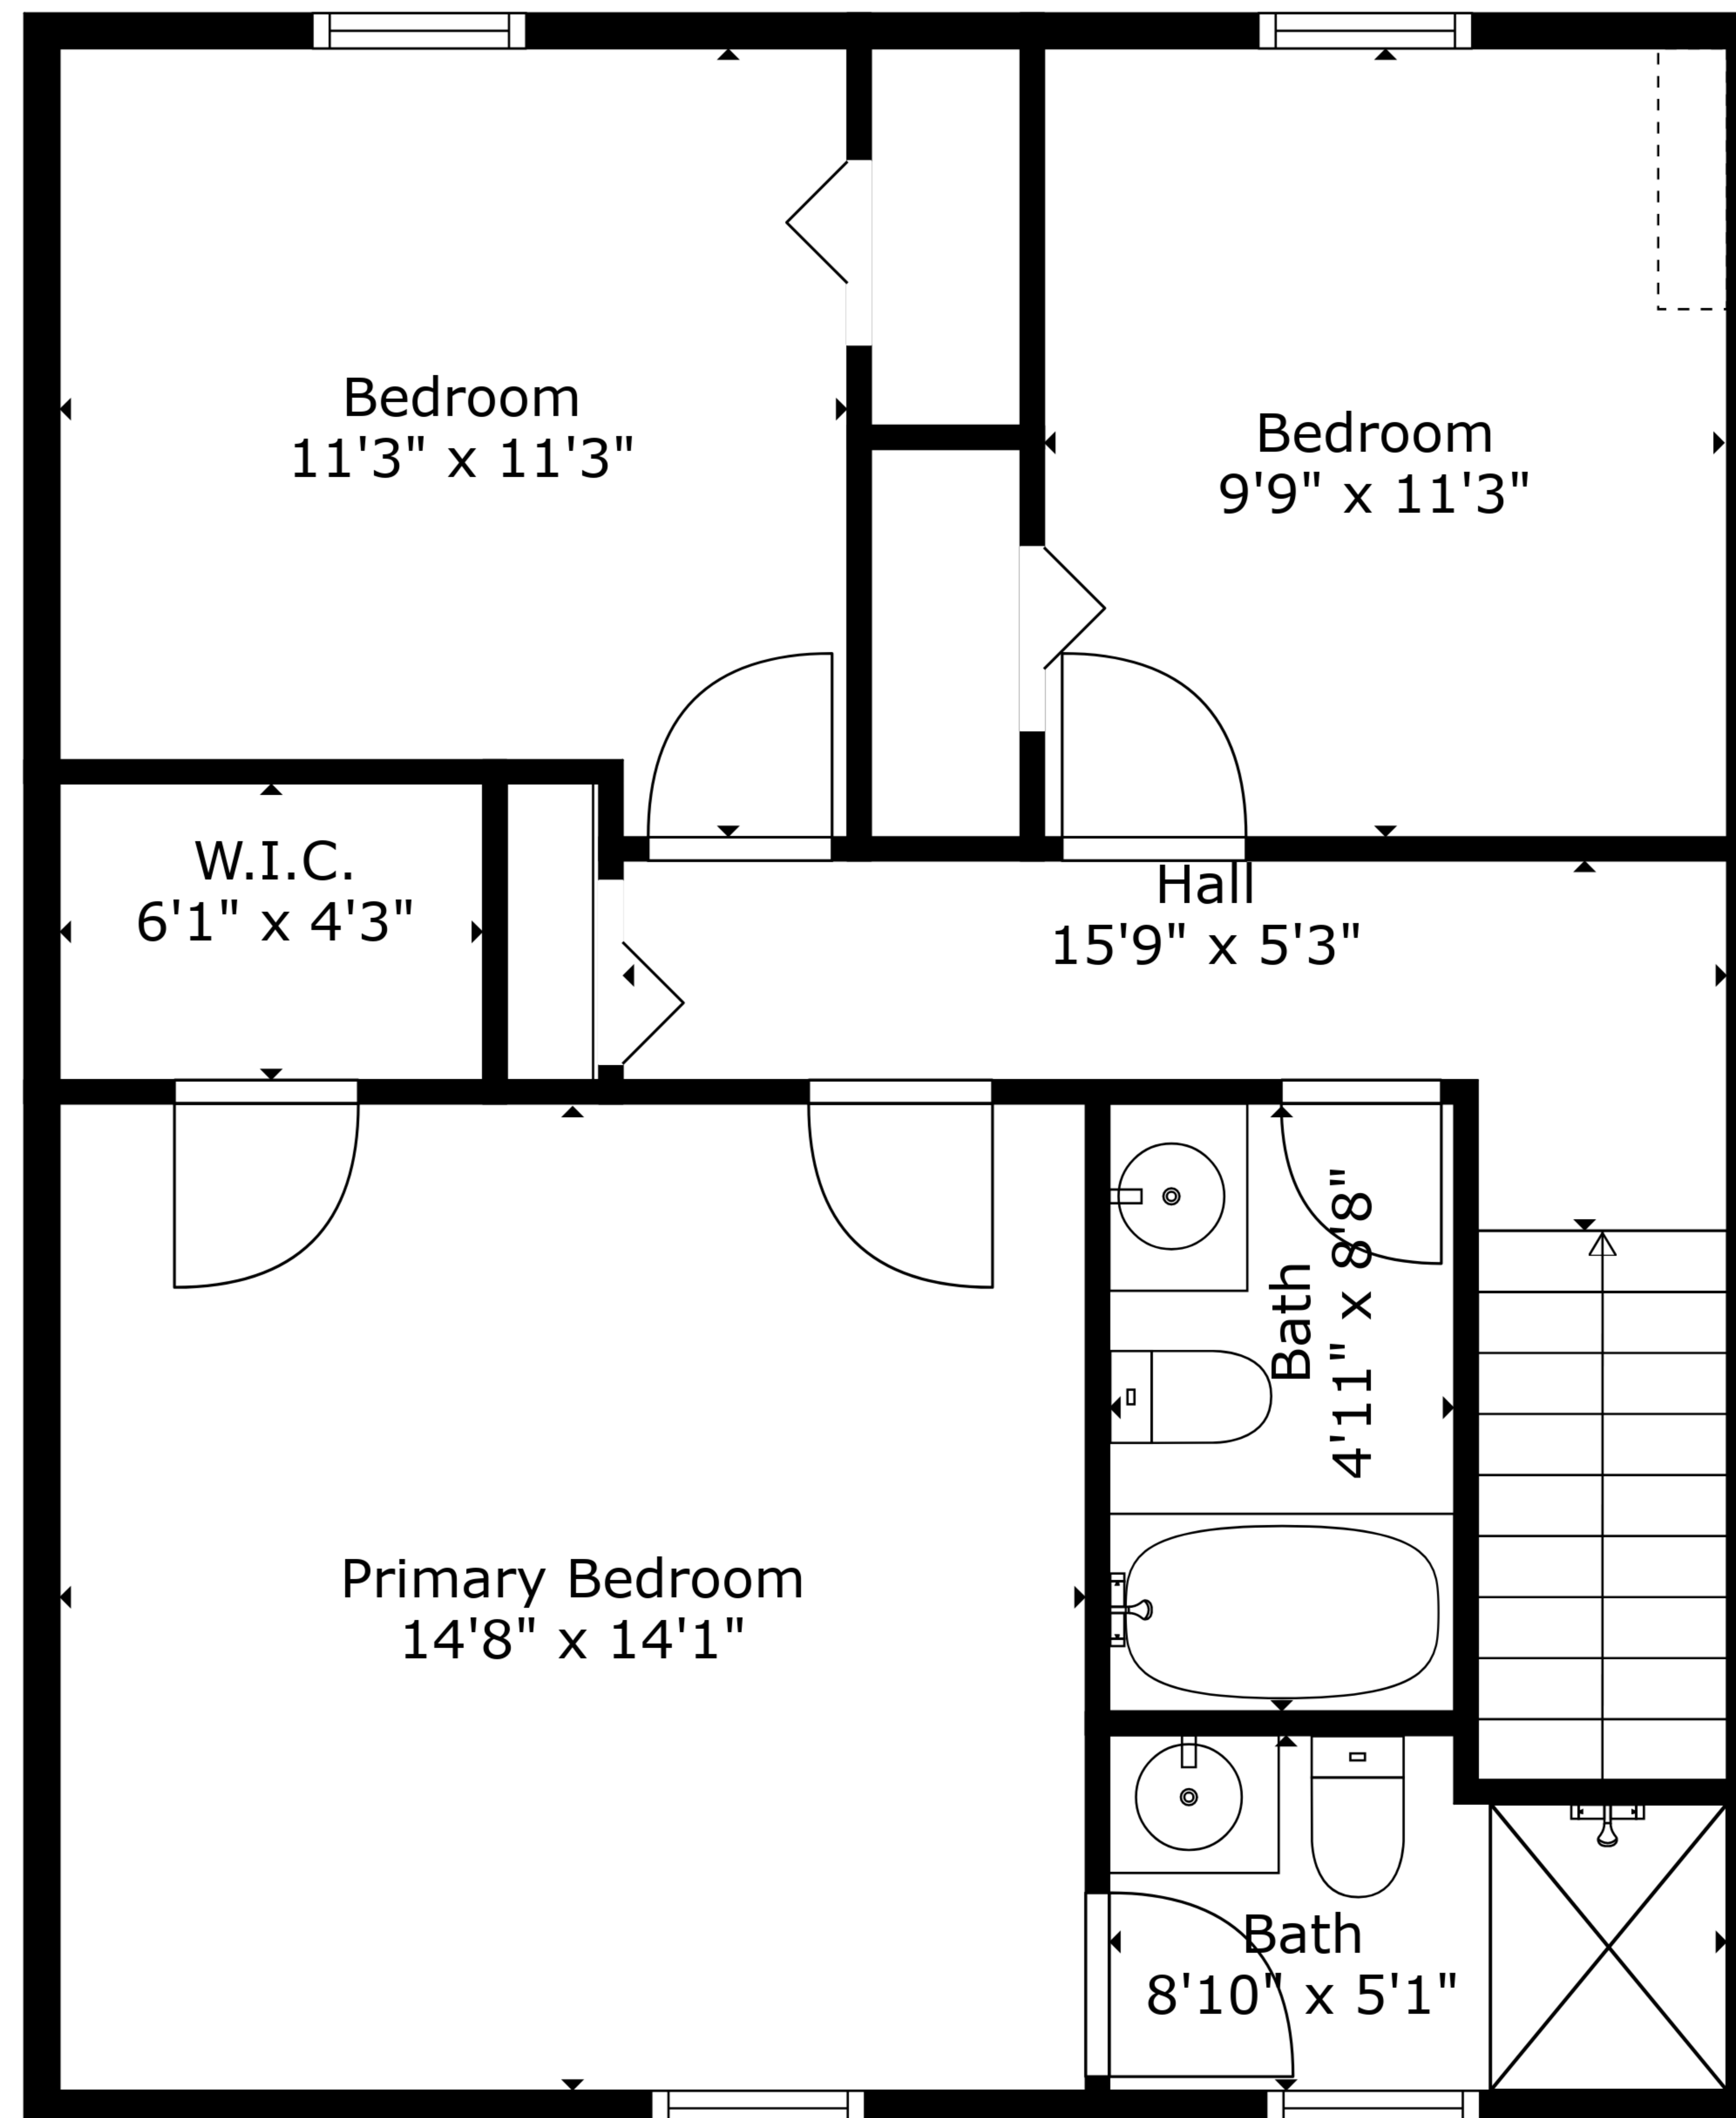 Bedroom
11'3" x 11'3"
Bedroom
9'9" x 11'3"
W.I.C.
6'1" x 4'3"
Hall
15'9" x 5'3"
Bath
4'11" x 8'8"
Primary Bedroom
14'8" x 14'1"
Bath
8'10" x 5'1"